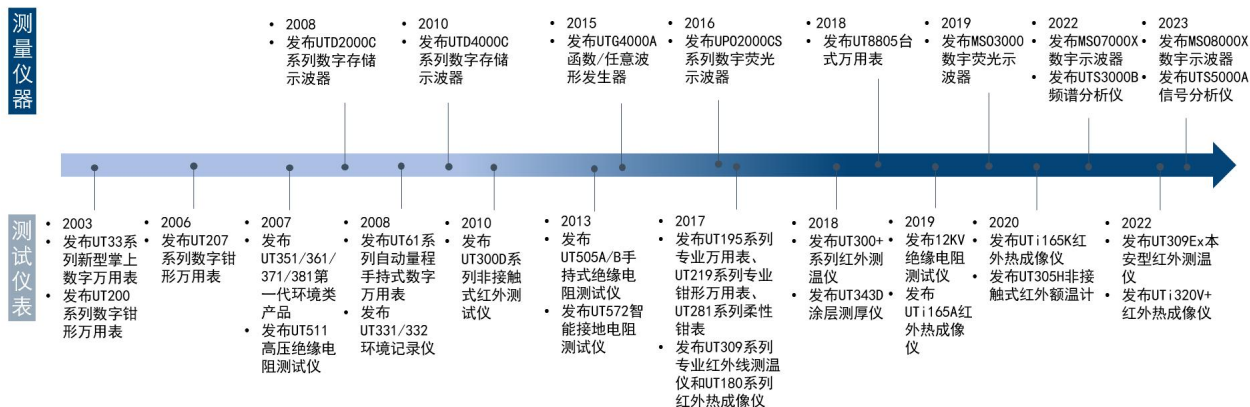 测量仪器
• 2008
• 发布UTD2000C
系列数字存储
示波器
• 2010
• 发布UTD4000C
系列数字存储
示波器
• 2015
• 发布UTG4000A
函数/任意波
形发生器
• 2016
• 发布UPO2000CS
系列数宇荧光
示波器
• 2018
• 发布UT8805台
式万用表
• 2019
• 发布MSO3000
数宇荧光示
波器
• 2022
• 发布MSO7000X
数宇示波器
• 发布UTS3000B
频谱分析仪
• 2023
• 发布MSO8000X
数宇示波器
• 发布UTS5000A
信号分析仪
测试仪表
• 2003
• 发布UT33系
列新型掌上
数字万用表
• 发布UT200
系列数字钳
形万用表
• 2006
• 发布UT207
系列数字钳
形万用表
• 2007
• 发布
UT351/361/
371/381第
一代环境类
产品
• 发布UT511
高压绝缘电
阻测试仪
• 2008
• 发布UT61系
列自动量程
手持式数字
万用表
• 发布
UT331/332
环境记录仪
• 2010
• 发布
UT300D系
列非接触
式红外测
试仪
• 2013
• 发布
UT505A/B手
持式绝缘电
阻测试仪
• 发布UT572智
能接地电阻
测试仪
• 2017
• 发布UT195系列
专业万用表、
UT219系列专业
钳形万用表、
UT281系列柔性
钳表
• 发布UT309系列
专业红外线测温
仪和UT180系列
红外热成像仪
• 2018
• 发布UT300+
系列红外测
温仪
• 发布UT343D
涂层测厚仪
• 2019
• 发布12KV
绝缘电阻
测试仪
• 发布
UTi165A红
外热成像
仪
• 2020
• 发布UTi165K红
外热成像仪
• 发布UT305H非接
触式红外额温计
• 2022
• 发布UT309Ex本
安型红外测温
仪
• 发布UTi320V+
红外热成像仪